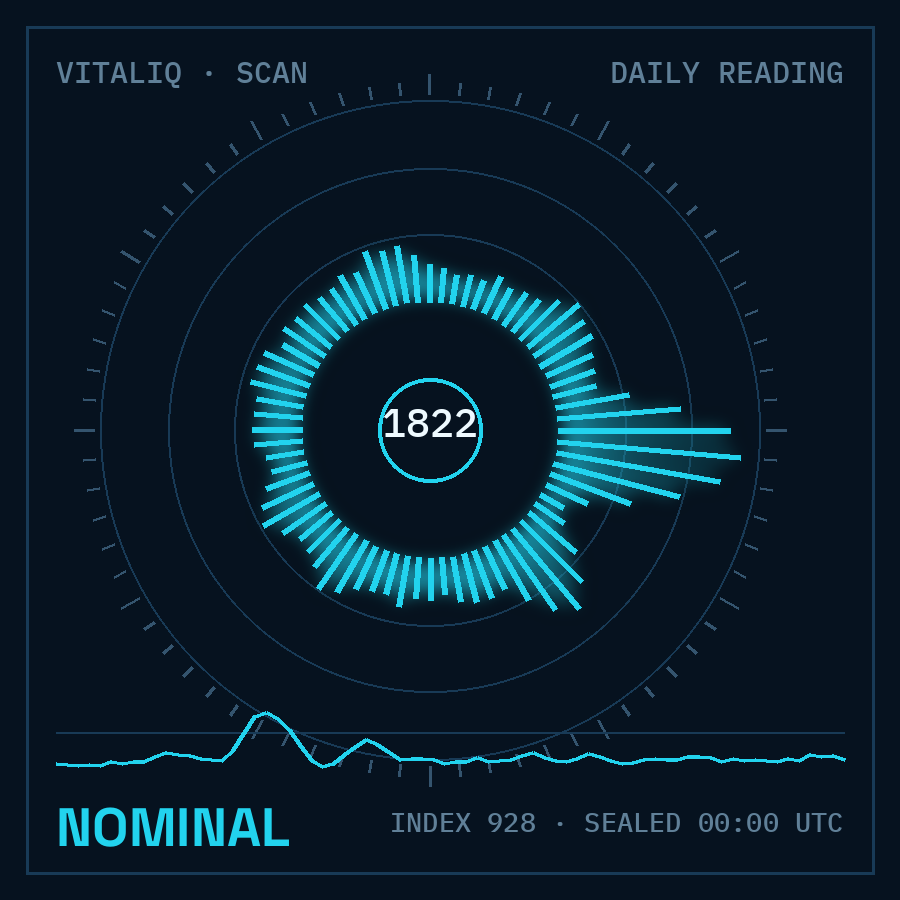 VITALIQ · SCAN
DAILY READING
1822
NOMINAL
INDEX 928 · SEALED 00:00 UTC